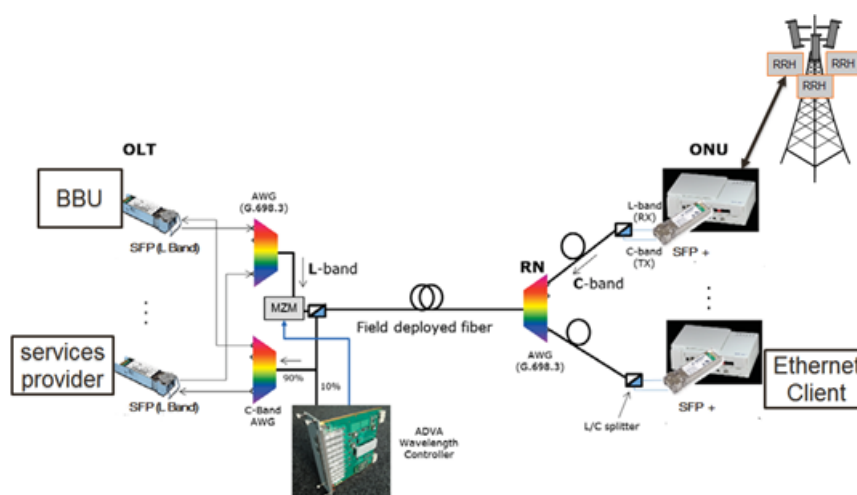 RRH
RRH
RRH
OLT
ONU
BBU
AWG
(G.698.3)
L-band
(RX)
SFP (L Band)
C-band
(TX)
SFP +
L-band
RN
C-band
MZM
Field deployed fiber
AWG
(G.698.3)
services
provider
90%
10%
Ethernet
Client
SFP (L Band)
C-Band
AWG
SFP +
L/C splitter
ADVA
Wavelength
Controller